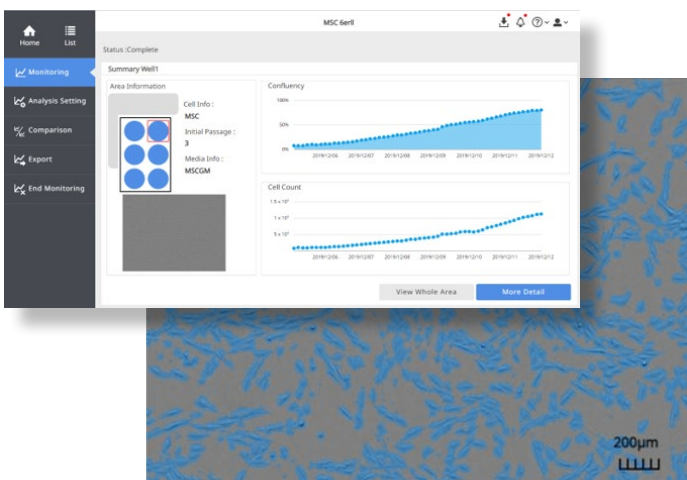 MSC 6erll
Home
List
Status :Complete
Monitoring
Analysis Setting
Comparison
Export
End Monitoring
Summary Well1
Area Information
Cell Info :
MSC
Initial Passage :
3
Media Info :
MSCGM
Confluency
100%
50%
0%
2019/12/06 2019/12/07 2019/12/08 2019/12/09 2019/12/10 2019/12/11 2019/12/12
Cell Count
2019/12/06 2019/12/07 2019/12/08 2019/12/09 2019/12/10 2019/12/11 2019/12/12
View Whole Area
More Detail
200μm